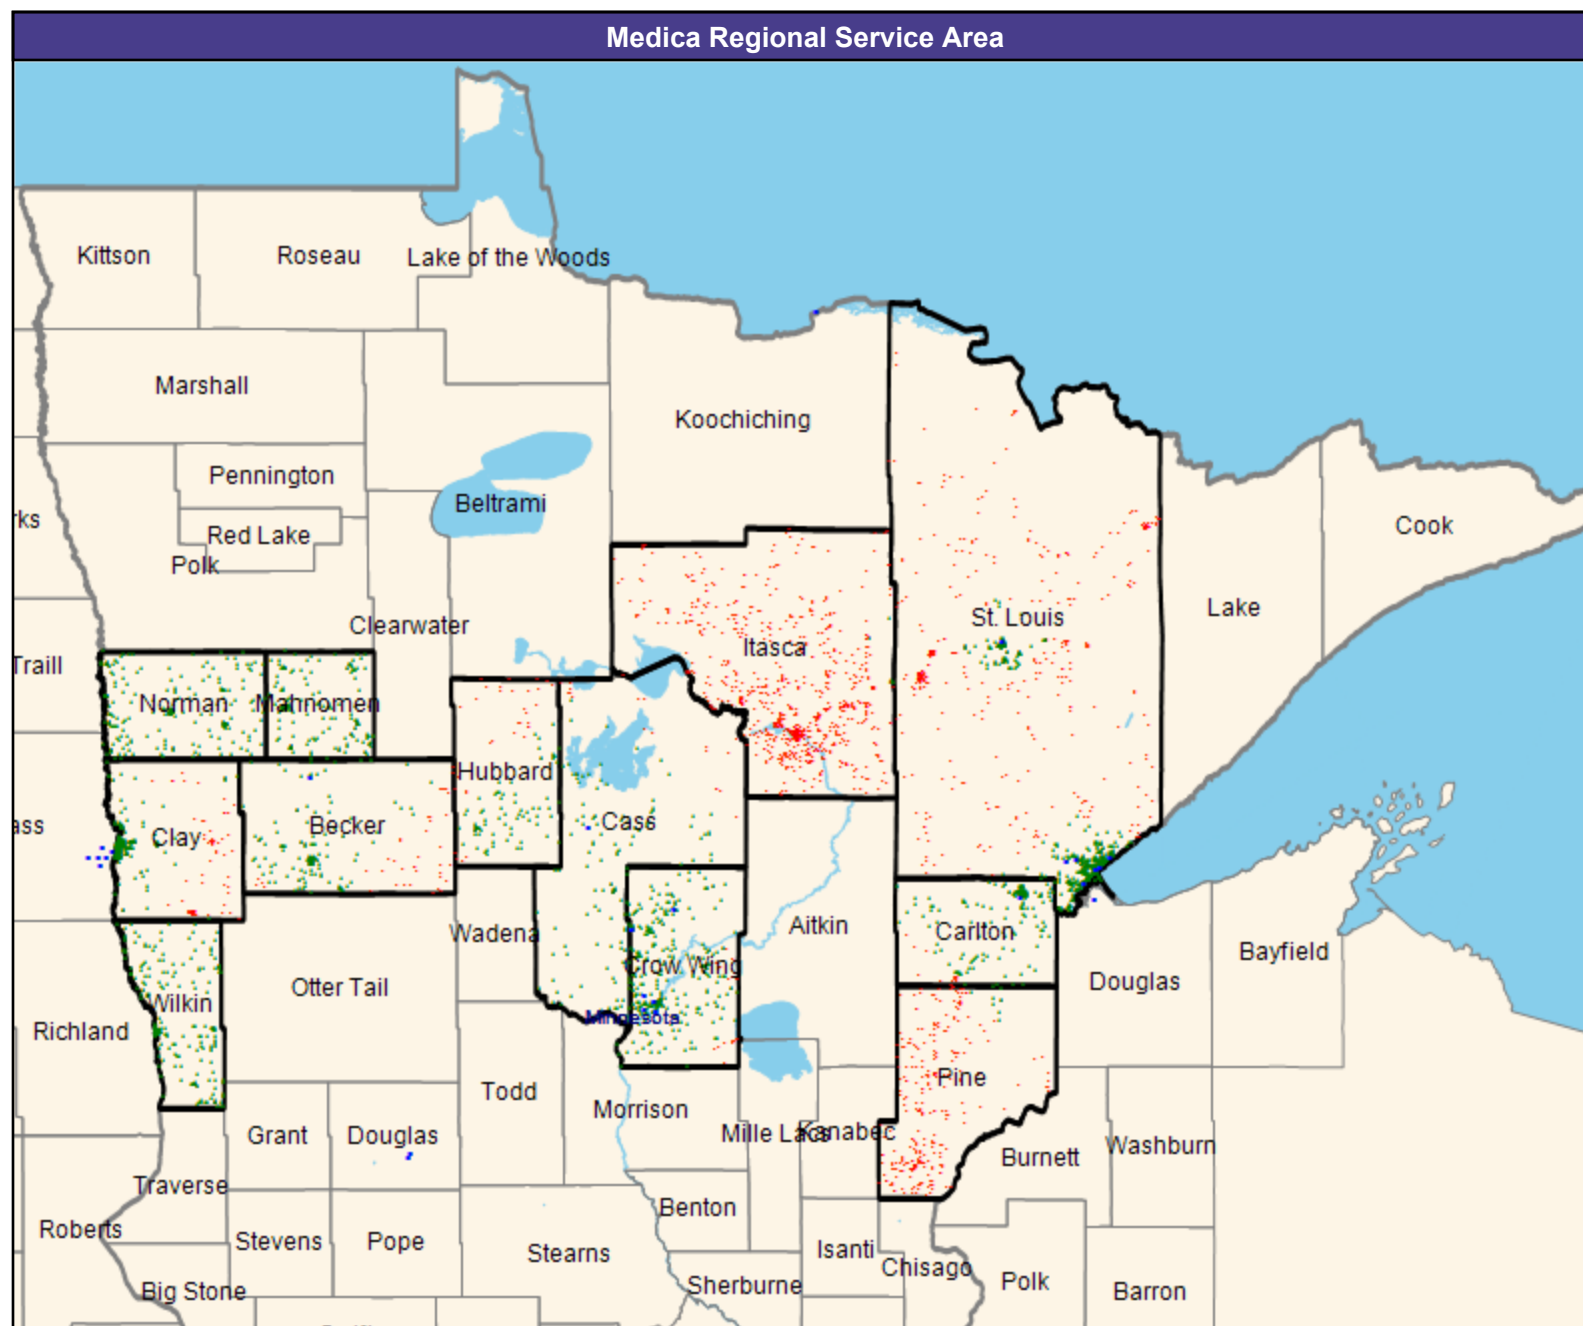 Medica Regional Service Area
Kittson
Roseau
Lake of the Woods
Marshall
Koochiching
Pennington
Beltrami
rks
Red Lake
Cook
Polk
Lake
St. Louis
Clearwater
Itasca
Traill
Norman
Mahnomen
Hubbard
Cass
ass
Clay
Becker
Aitkin
Carlton
Wadena
Bayfield
Crow Wing
Douglas
Otter Tail
Wilkin
Minnesota
Richland
Pine
Todd
Morrison
Grant
Douglas
Mille Lacs
Kanabec
Washburn
Burnett
Traverse
Benton
Roberts
Stevens
Pope
Stearns
Isanti
Chisago
Polk
Big Stone
Sherburne
Barron